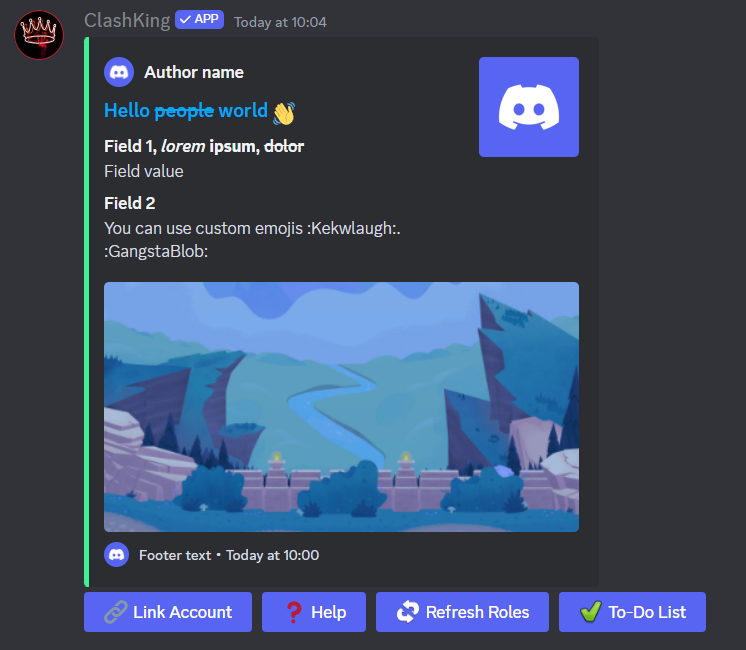 ClashKing ✓ APP Today at 10:04
Author name
Hello people world 👋
Field 1, lorem ipsum, dolor
Field value
Field 2
You can use custom emojis :Kekwlaugh:.
:GangstaBlob:
Footer text • Today at 10:00
Link Account
Help
Refresh Roles
To-Do List